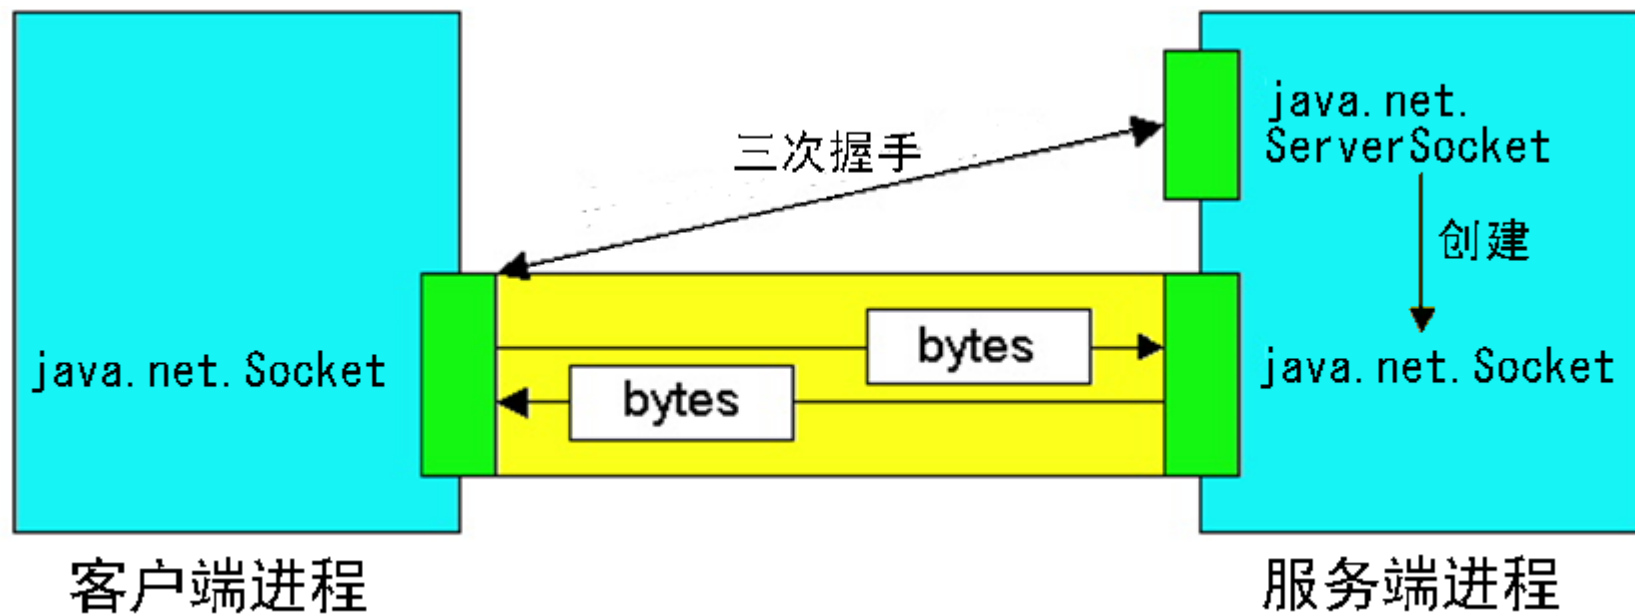 三次握手
java.net.
ServerSocket
创建
bytes
java.net.Socket
java.net.Socket
bytes
客户端进程
服务端进程